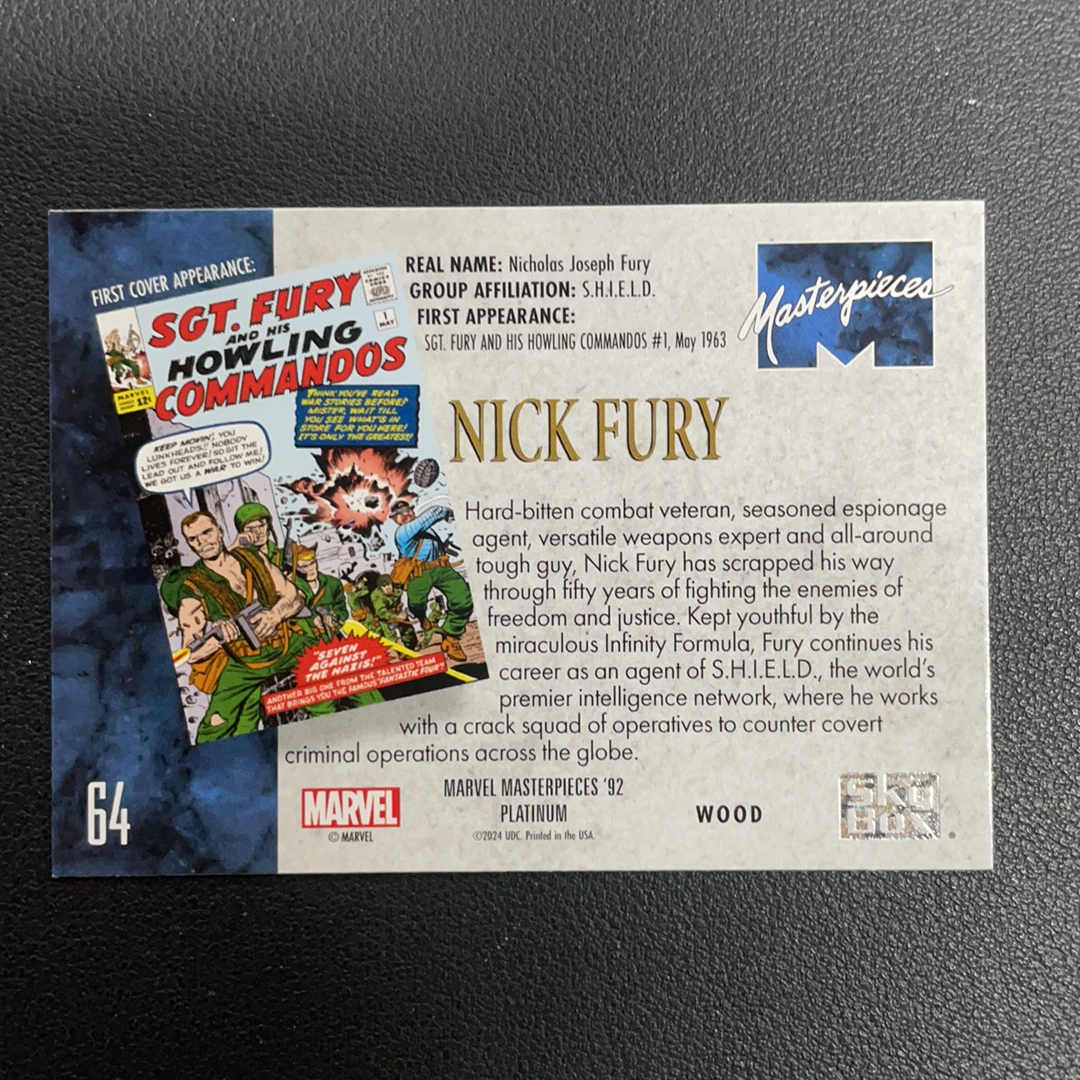 FIRST COVER APPEARANCE:
SGT. FURY
AND HIS
HOWLING
COMMANDOS
1
MAY
MARVEL
12¢
THINK YOU'VE READ
WAR STORIES BEFORE?
MISTER, WAIT TILL
YOU SEE WHAT'S IN
STORE FOR YOU HERE!
IT'S ONLY THE GREATEST!
KEEP MOVIN', YOU
LUNKHEADS!! NOBODY
LIVES FOREVER! SO GIT THE
LEAD OUT AND FOLLOW ME!
WE GOT US A WAR TO WIN!
"SEVEN
AGAINST
THE NAZIS!"
ANOTHER BIG ONE FROM THE TALENTED TEAM
THAT BRINGS YOU THE FAMOUS "FANTASTIC FOUR"!
REAL NAME: Nicholas Joseph Fury
GROUP AFFILIATION: S.H.I.E.L.D.
FIRST APPEARANCE:
SGT. FURY AND HIS HOWLING COMMANDOS #1, May 1963
Masterpieces
NICK FURY
Hard-bitten combat veteran, seasoned espionage
agent, versatile weapons expert and all-around
tough guy, Nick Fury has scrapped his way
through fifty years of fighting the enemies of
freedom and justice. Kept youthful by the
miraculous Infinity Formula, Fury continues his
career as an agent of S.H.I.E.L.D., the world's
premier intelligence network, where he works
with a crack squad of operatives to counter covert
criminal operations across the globe.
64
MARVEL
© MARVEL
MARVEL MASTERPIECES '92
PLATINUM
©2024 UDC. Printed in the USA.
WOOD
SkyBox®